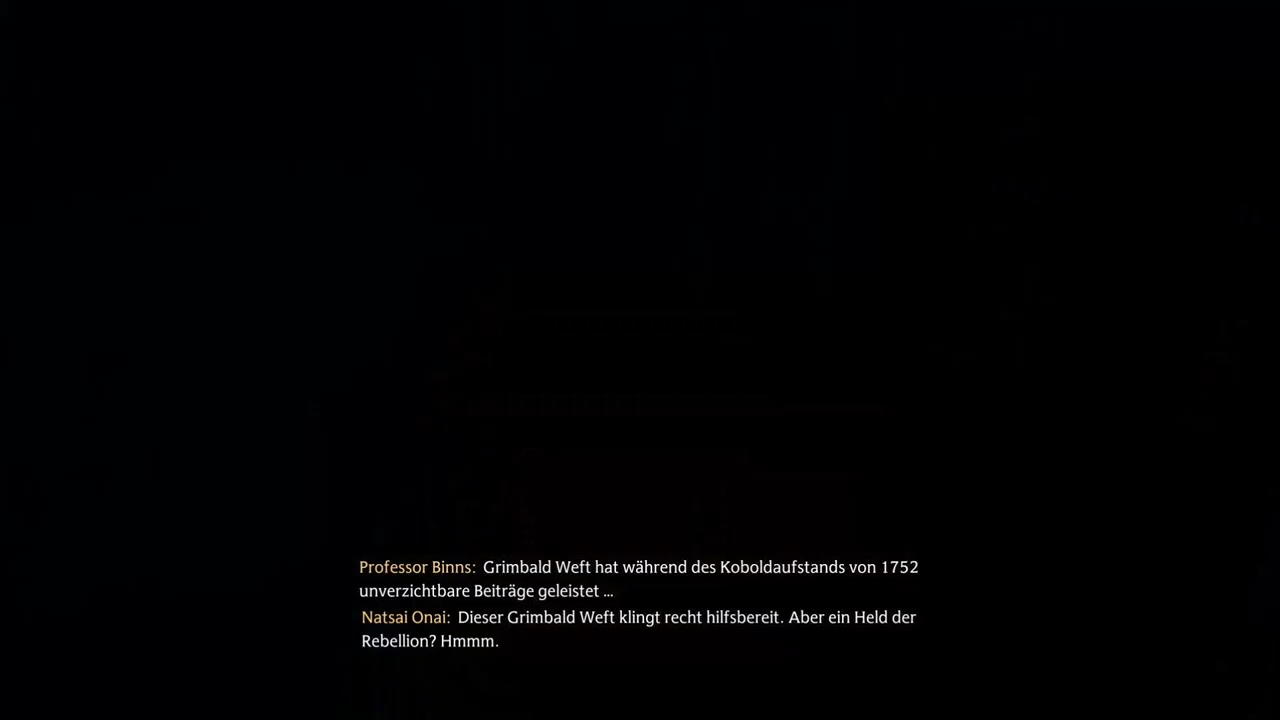 Professor Binns: Grimbald Weft hat während des Koboldaufstands von 1752
unverzichtbare Beiträge geleistet ...
Natsai Onai: Dieser Grimbald Weft klingt recht hilfsbereit. Aber ein Held der
Rebellion? Hmmm.